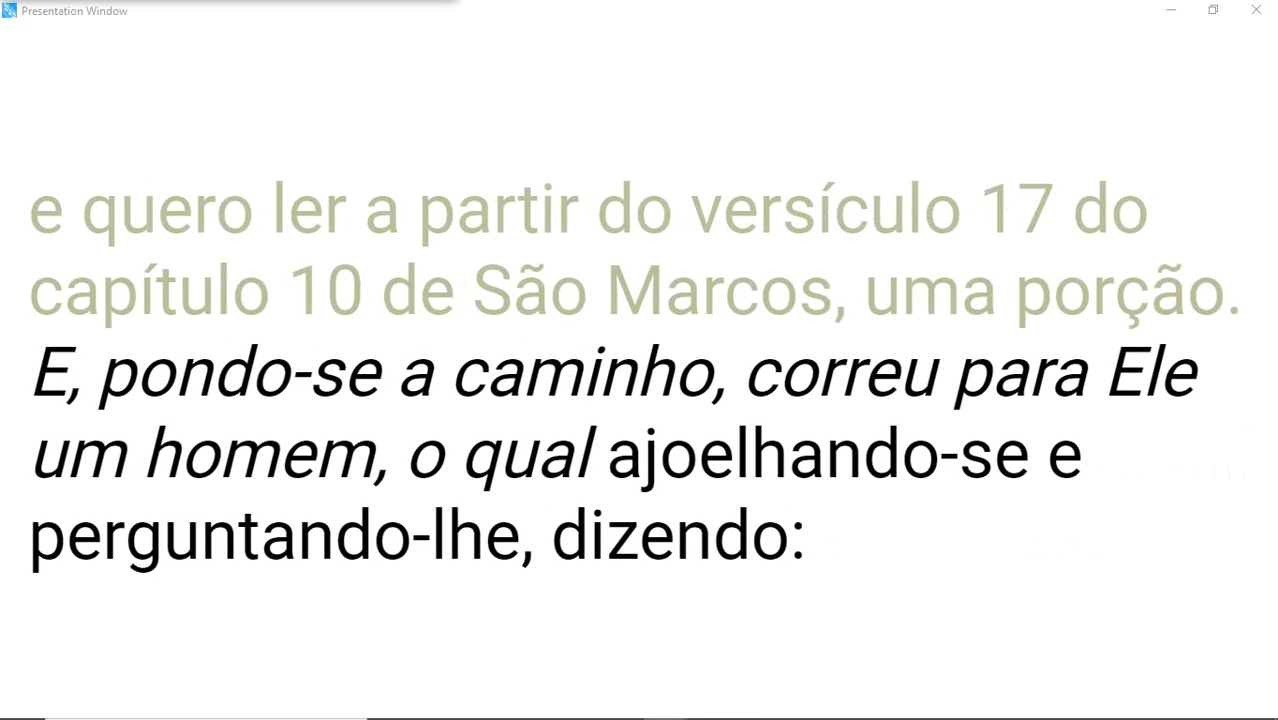 Presentation Window
e quero ler a partir do versículo 17 do
capítulo 10 de São Marcos, uma porção.
E, pondo-se a caminho, correu para Ele
um homem, o qual ajoelhando-se e
perguntando-lhe, dizendo: